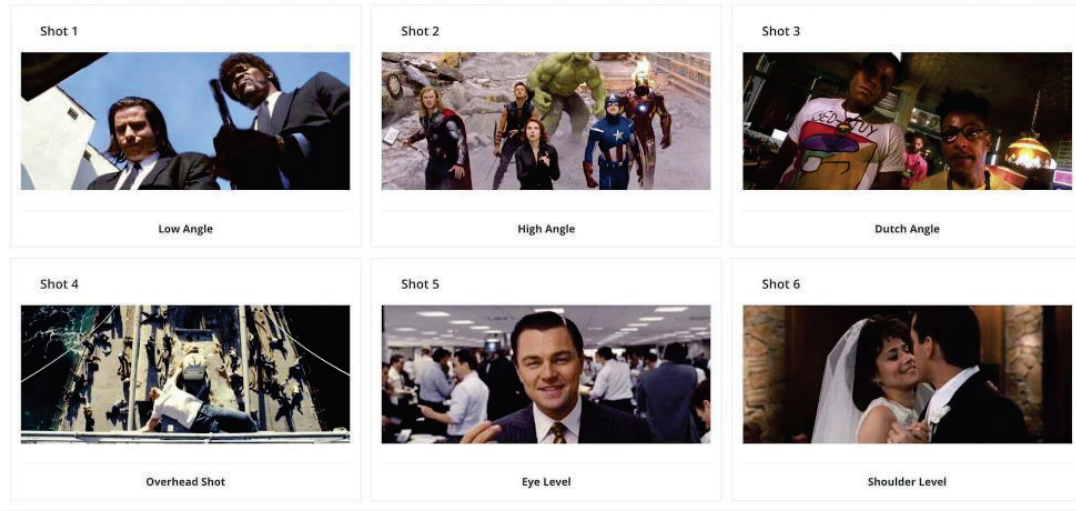 Shot 1
Shot 2
Shot 3
Low Angle
High Angle
Dutch Angle
Shot 4
Shot 5
Shot 6
Overhead Shot
Eye Level
Shoulder Level